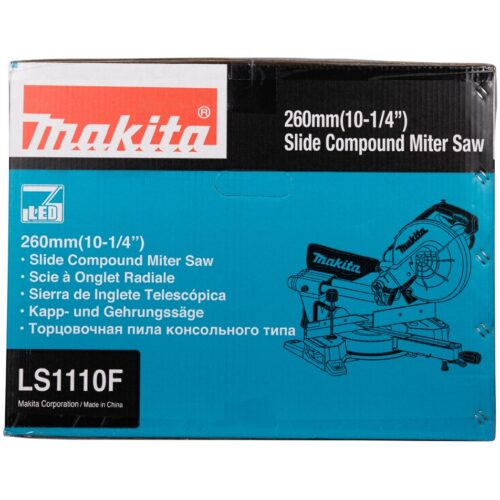 makita®
260mm(10-1/4”)
Slide Compound Miter Saw
LED
260mm(10-1/4”)
• Slide Compound Miter Saw
• Scie à Onglet Radiale
• Sierra de Inglete Telescópica
• Kapp- und Gehrungssäge
• Торцовочная пила консольного типа
makita
makita
LS1110F
Makita Corporation / Made in China